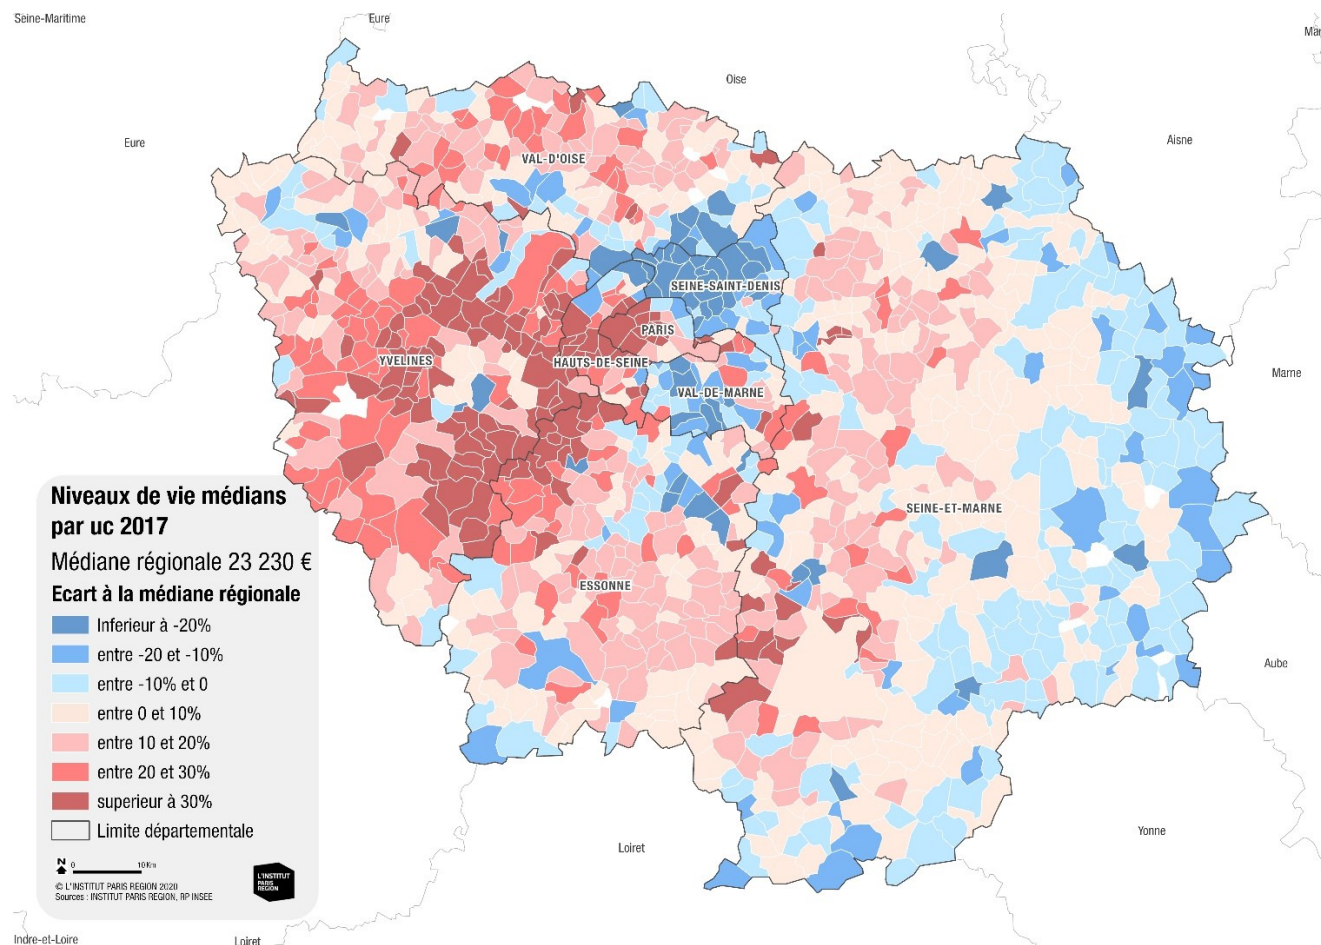 Seine-Maritime
Eure
Mar
Oise
Eure
Aisne
VAL-D'OISE
SEINE-SAINT-DENIS
PARIS
YVELINES
HAUTS-DE-SEINE
VAL-DE-MARNE
Marne
SEINE-ET-MARNE
ESSONNE
Aube
Yonne
Loiret
Niveaux de vie médians
par uc 2017
Médiane régionale 23 230 €
Ecart à la médiane régionale
Inferieur à -20%
entre -20 et -10%
entre -10% et 0
entre 0 et 10%
entre 10 et 20%
entre 20 et 30%
superieur à 30%
Limite départementale
N 0 10 Km
© L'INSTITUT PARIS REGION 2020
Sources : INSTITUT PARIS REGION, RP INSEE
L'INSTITUT
PARIS
REGION
Indre-et-Loire
Loiret